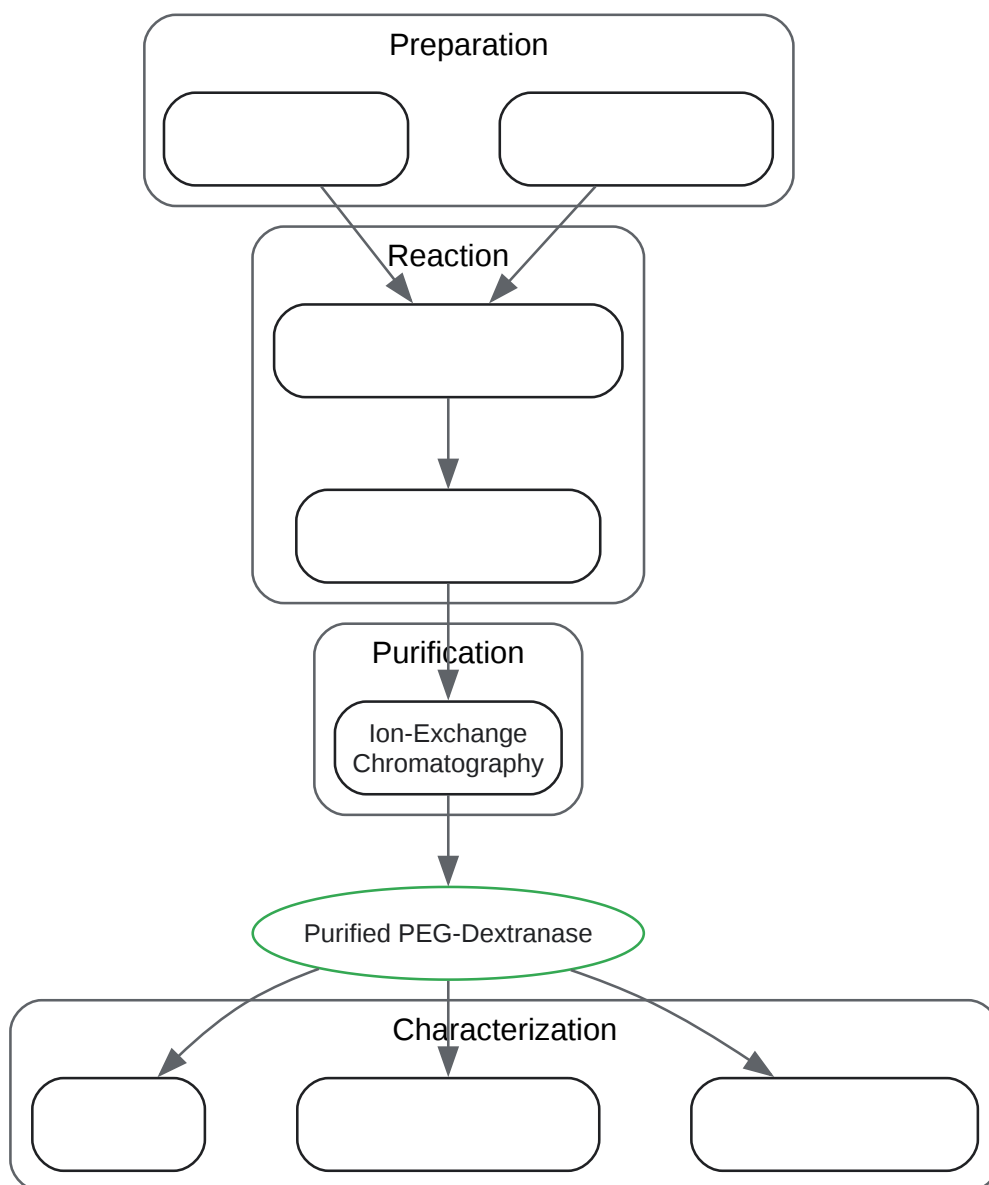 Preparation
Reaction
Purification
Ion-Exchange
Chromatography
Purified PEG-Dextranase
Characterization